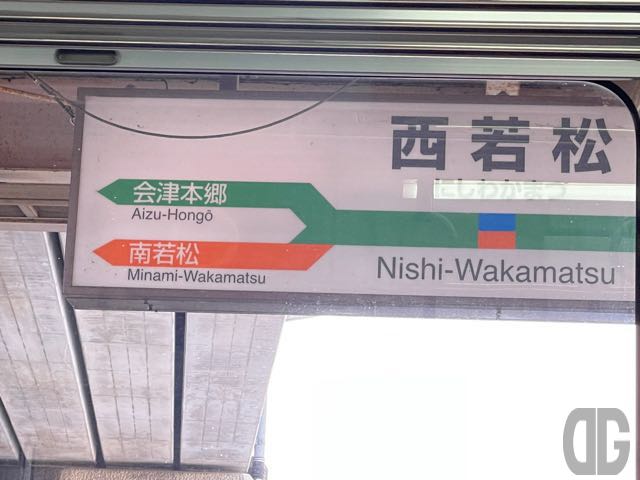 西若松
にしわかまつ
会津本郷
Aizu-Hongō
南若松
Minami-Wakamatsu
Nishi-Wakamatsu
DG